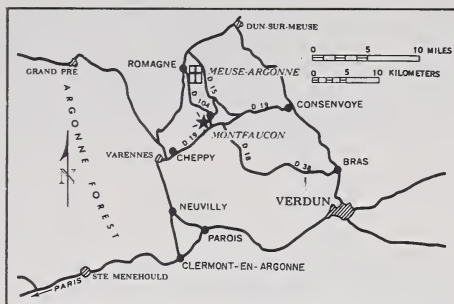 DUN-SUR-MEUSE
0 5 10 MILES
0 5 10 KILOMETERS
ROMAGNE
MEUSE-ARGONNE
GRAND PRÉ
D 15
D 104
D 19
CONSENVOYE
ARGONNE FOREST
MONTFAUCON
D 19
D 18
VARENNES
CHEPPY
N
D 38
BRAS
VERDUN
NEUVILLY
PAROIS
CLERMONT-EN-ARGONNE
STE MENEHOULD
PARIS